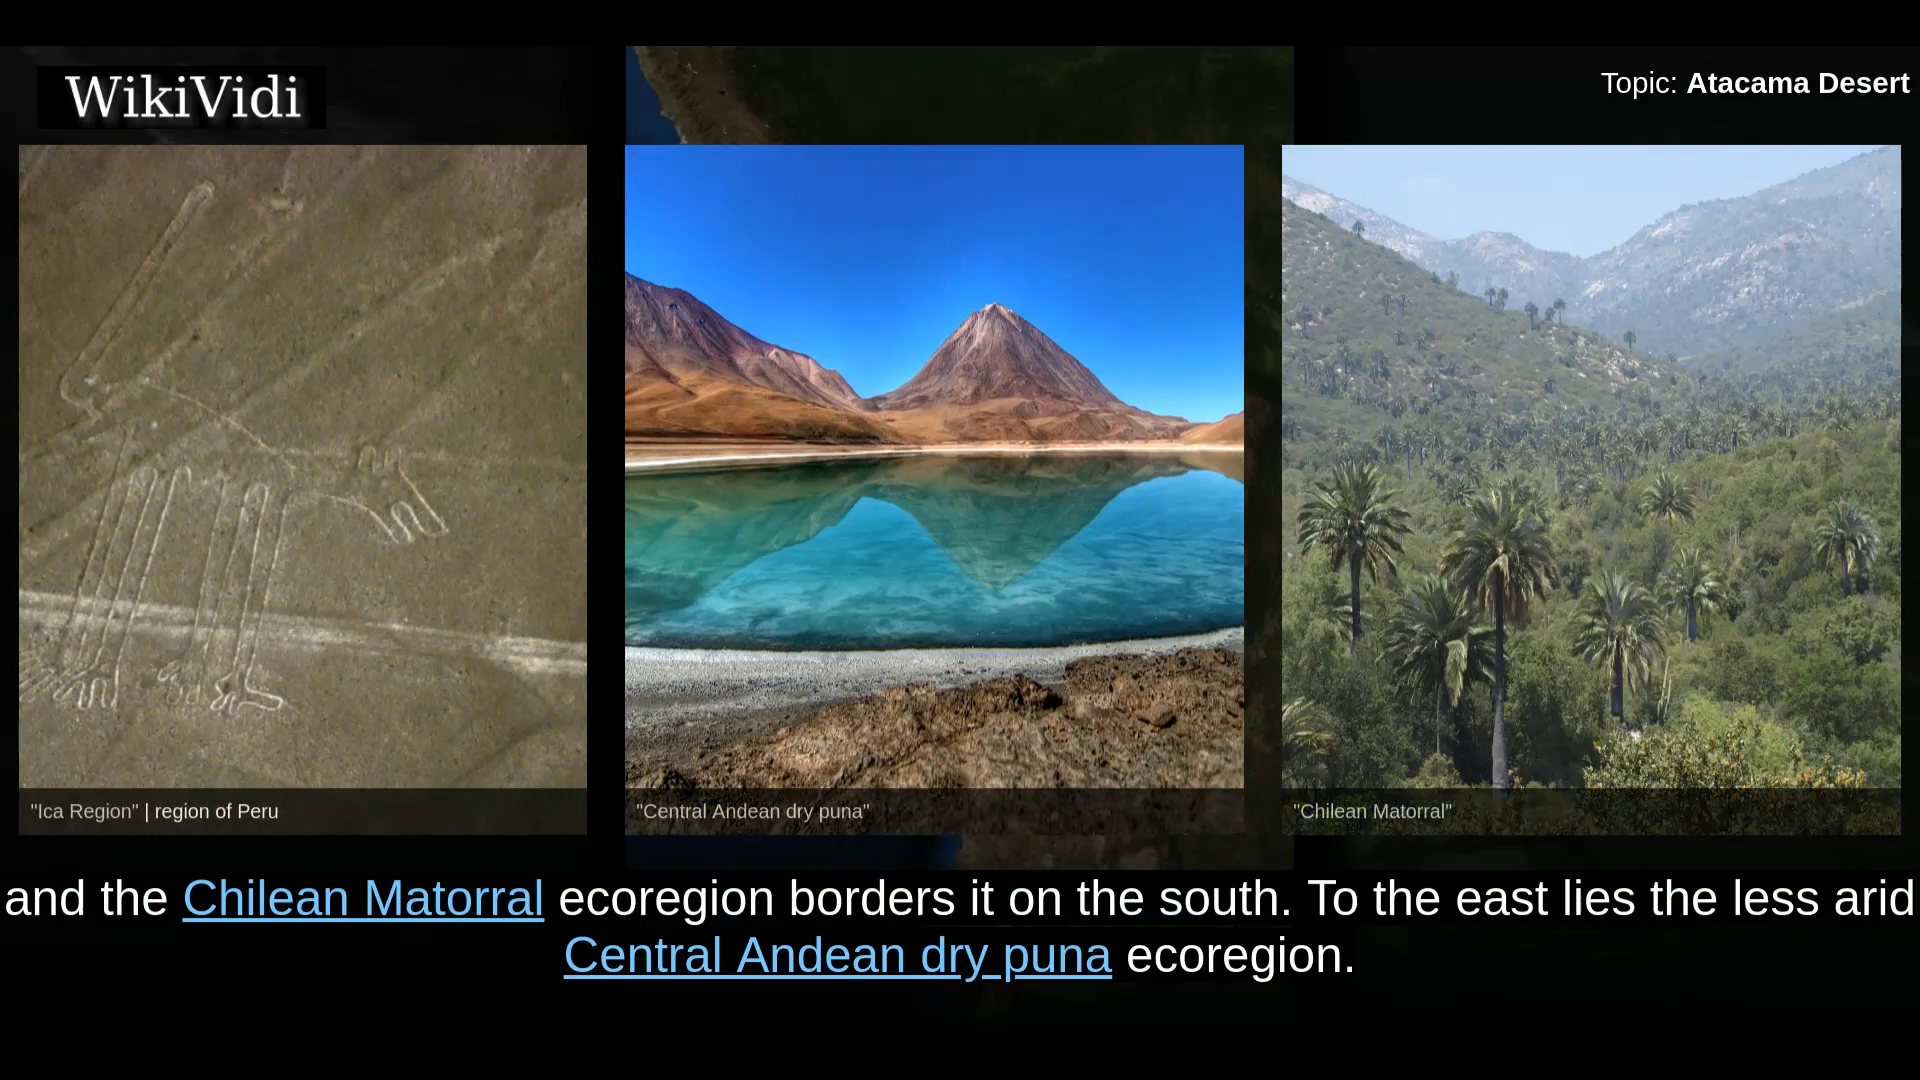 WikiVidi
Topic: Atacama Desert
"Ica Region" | region of Peru
"Central Andean dry puna"
"Chilean Matorral"
and the Chilean Matorral ecoregion borders it on the south. To the east lies the less arid
Central Andean dry puna ecoregion.